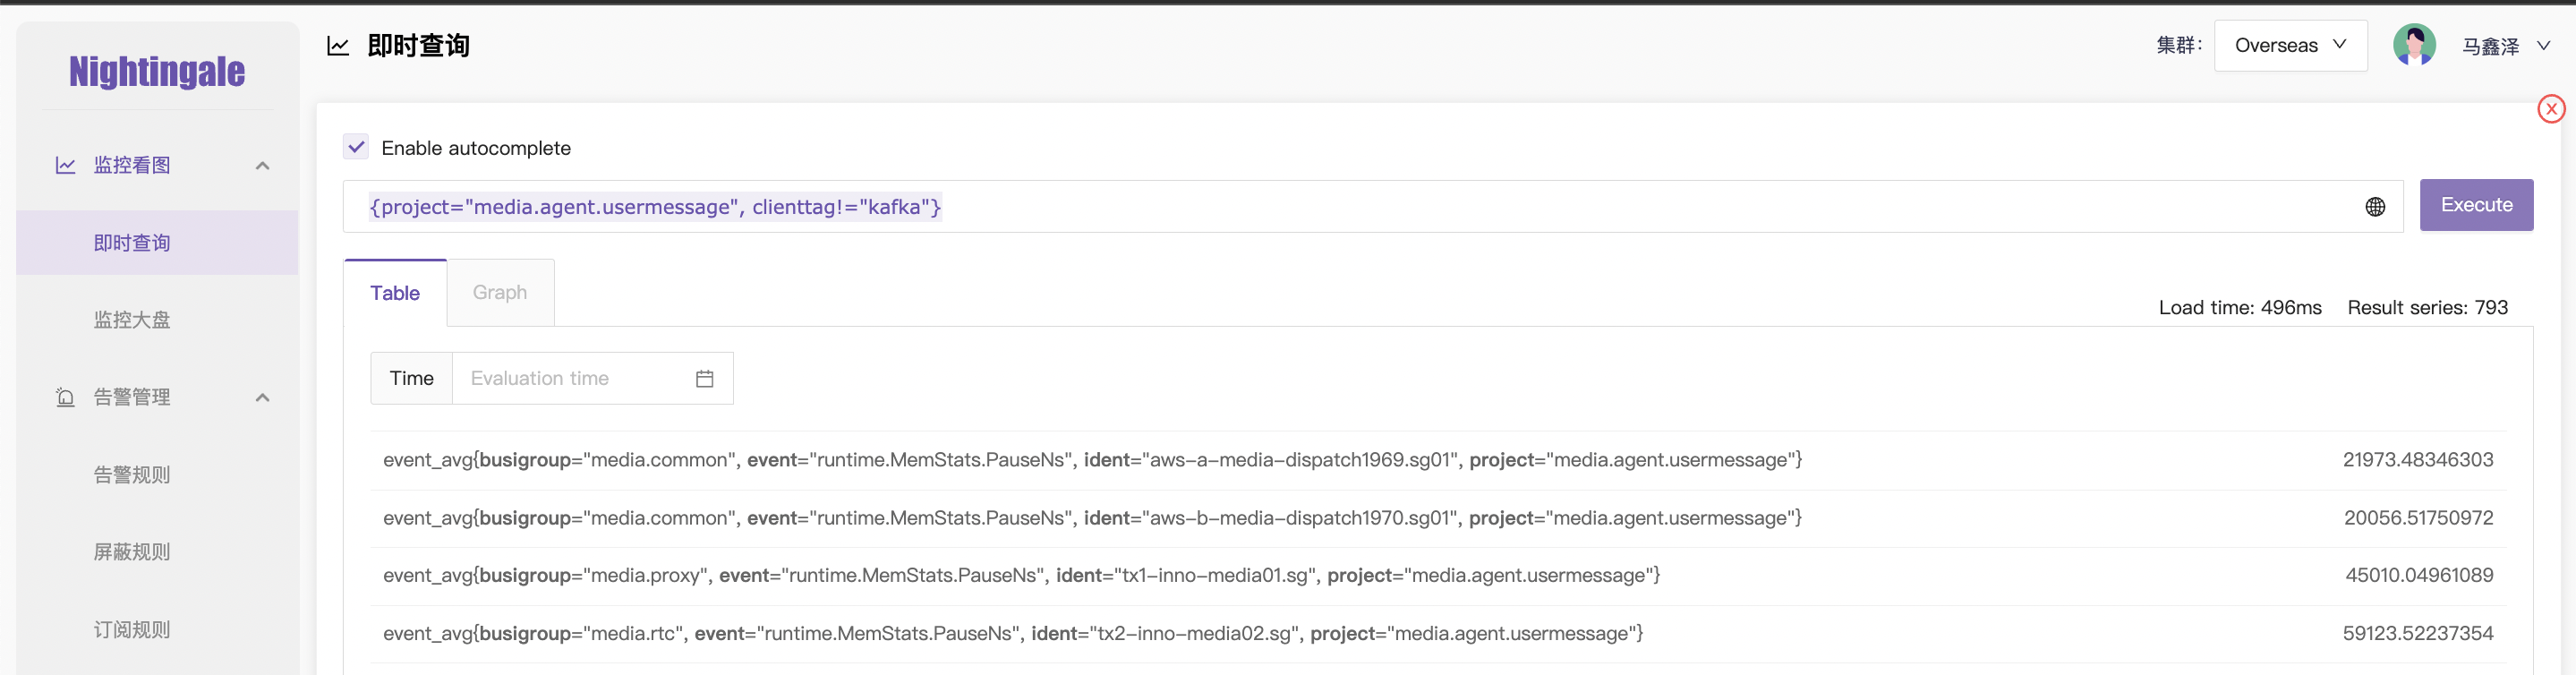 Nightingale
监控看图
即时查询
监控大盘
告警管理
告警规则
屏蔽规则
订阅规则
即时查询
集群: Overseas 马鑫泽
Enable autocomplete
{project="media.agent.usermessage", clienttag!="kafka"}
Execute
Table Graph
Load time: 496ms Result series: 793
Time Evaluation time
event_avg{busigroup="media.common", event="runtime.MemStats.PauseNs", ident="aws-a-media-dispatch1969.sg01", project="media.agent.usermessage"} 21973.48346303
event_avg{busigroup="media.common", event="runtime.MemStats.PauseNs", ident="aws-b-media-dispatch1970.sg01", project="media.agent.usermessage"} 20056.51750972
event_avg{busigroup="media.proxy", event="runtime.MemStats.PauseNs", ident="tx1-inno-media01.sg", project="media.agent.usermessage"} 45010.04961089
event_avg{busigroup="media.rtc", event="runtime.MemStats.PauseNs", ident="tx2-inno-media02.sg", project="media.agent.usermessage"} 59123.52237354